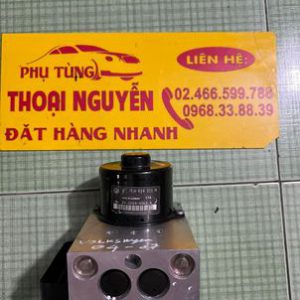 PHỤ TÙNG
THOẠI NGUYỄN
ĐẶT HÀNG NHANH
LIÊN HỆ:
02.466.599.788
0968.33.88.39